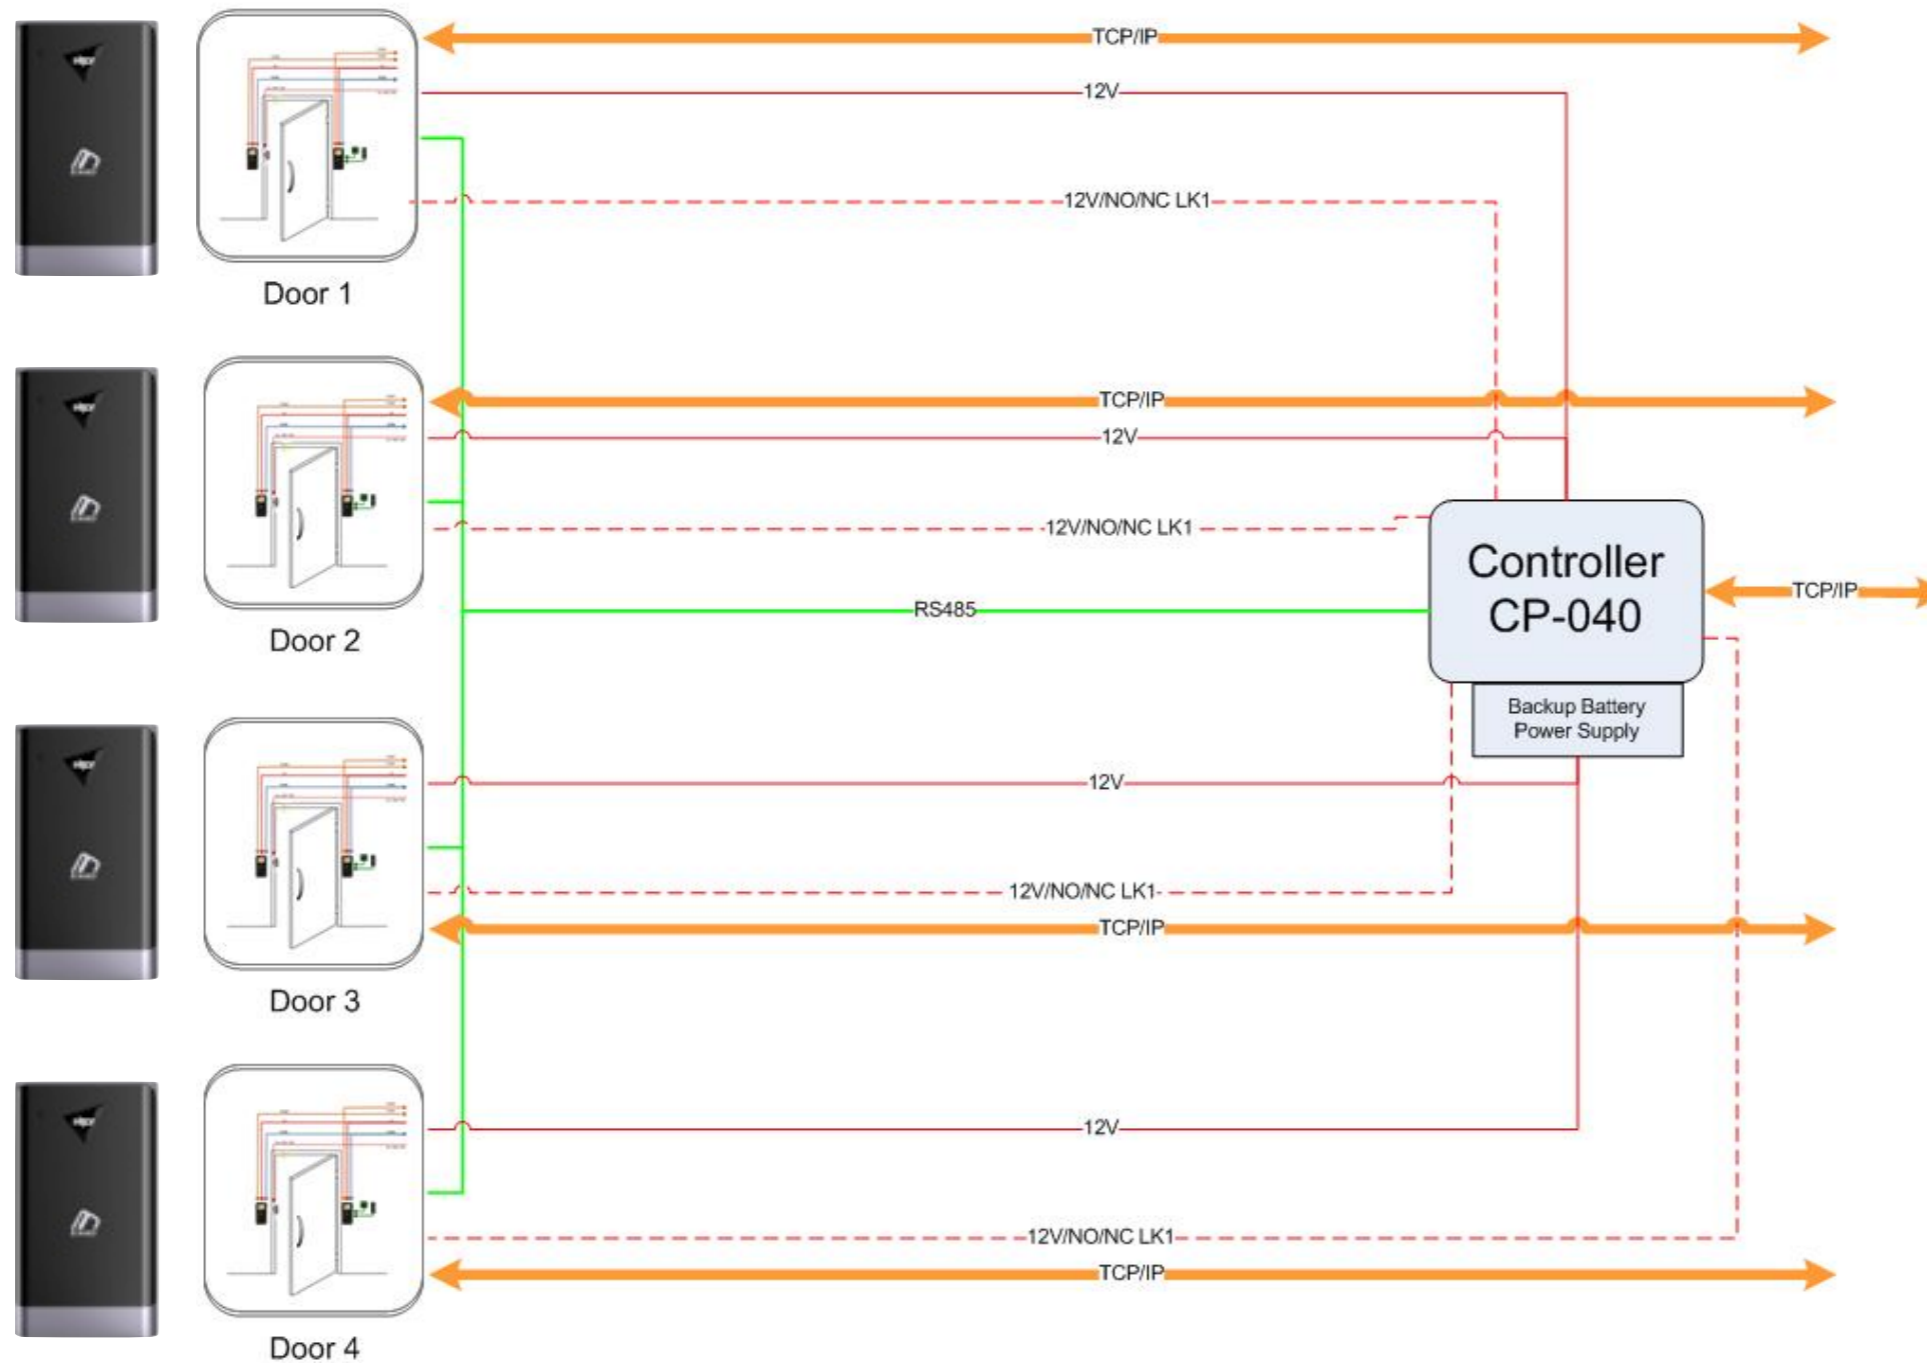 TCP/IP
12V
12V/NO/NC LK1
Door 1
TCP/IP
12V
12V/NO/NC LK1
Door 2
RS485
Controller
CP-040
TCP/IP
Backup Battery
Power Supply
12V
12V/NO/NC LK1
TCP/IP
Door 3
12V
12V/NO/NC LK1
TCP/IP
Door 4